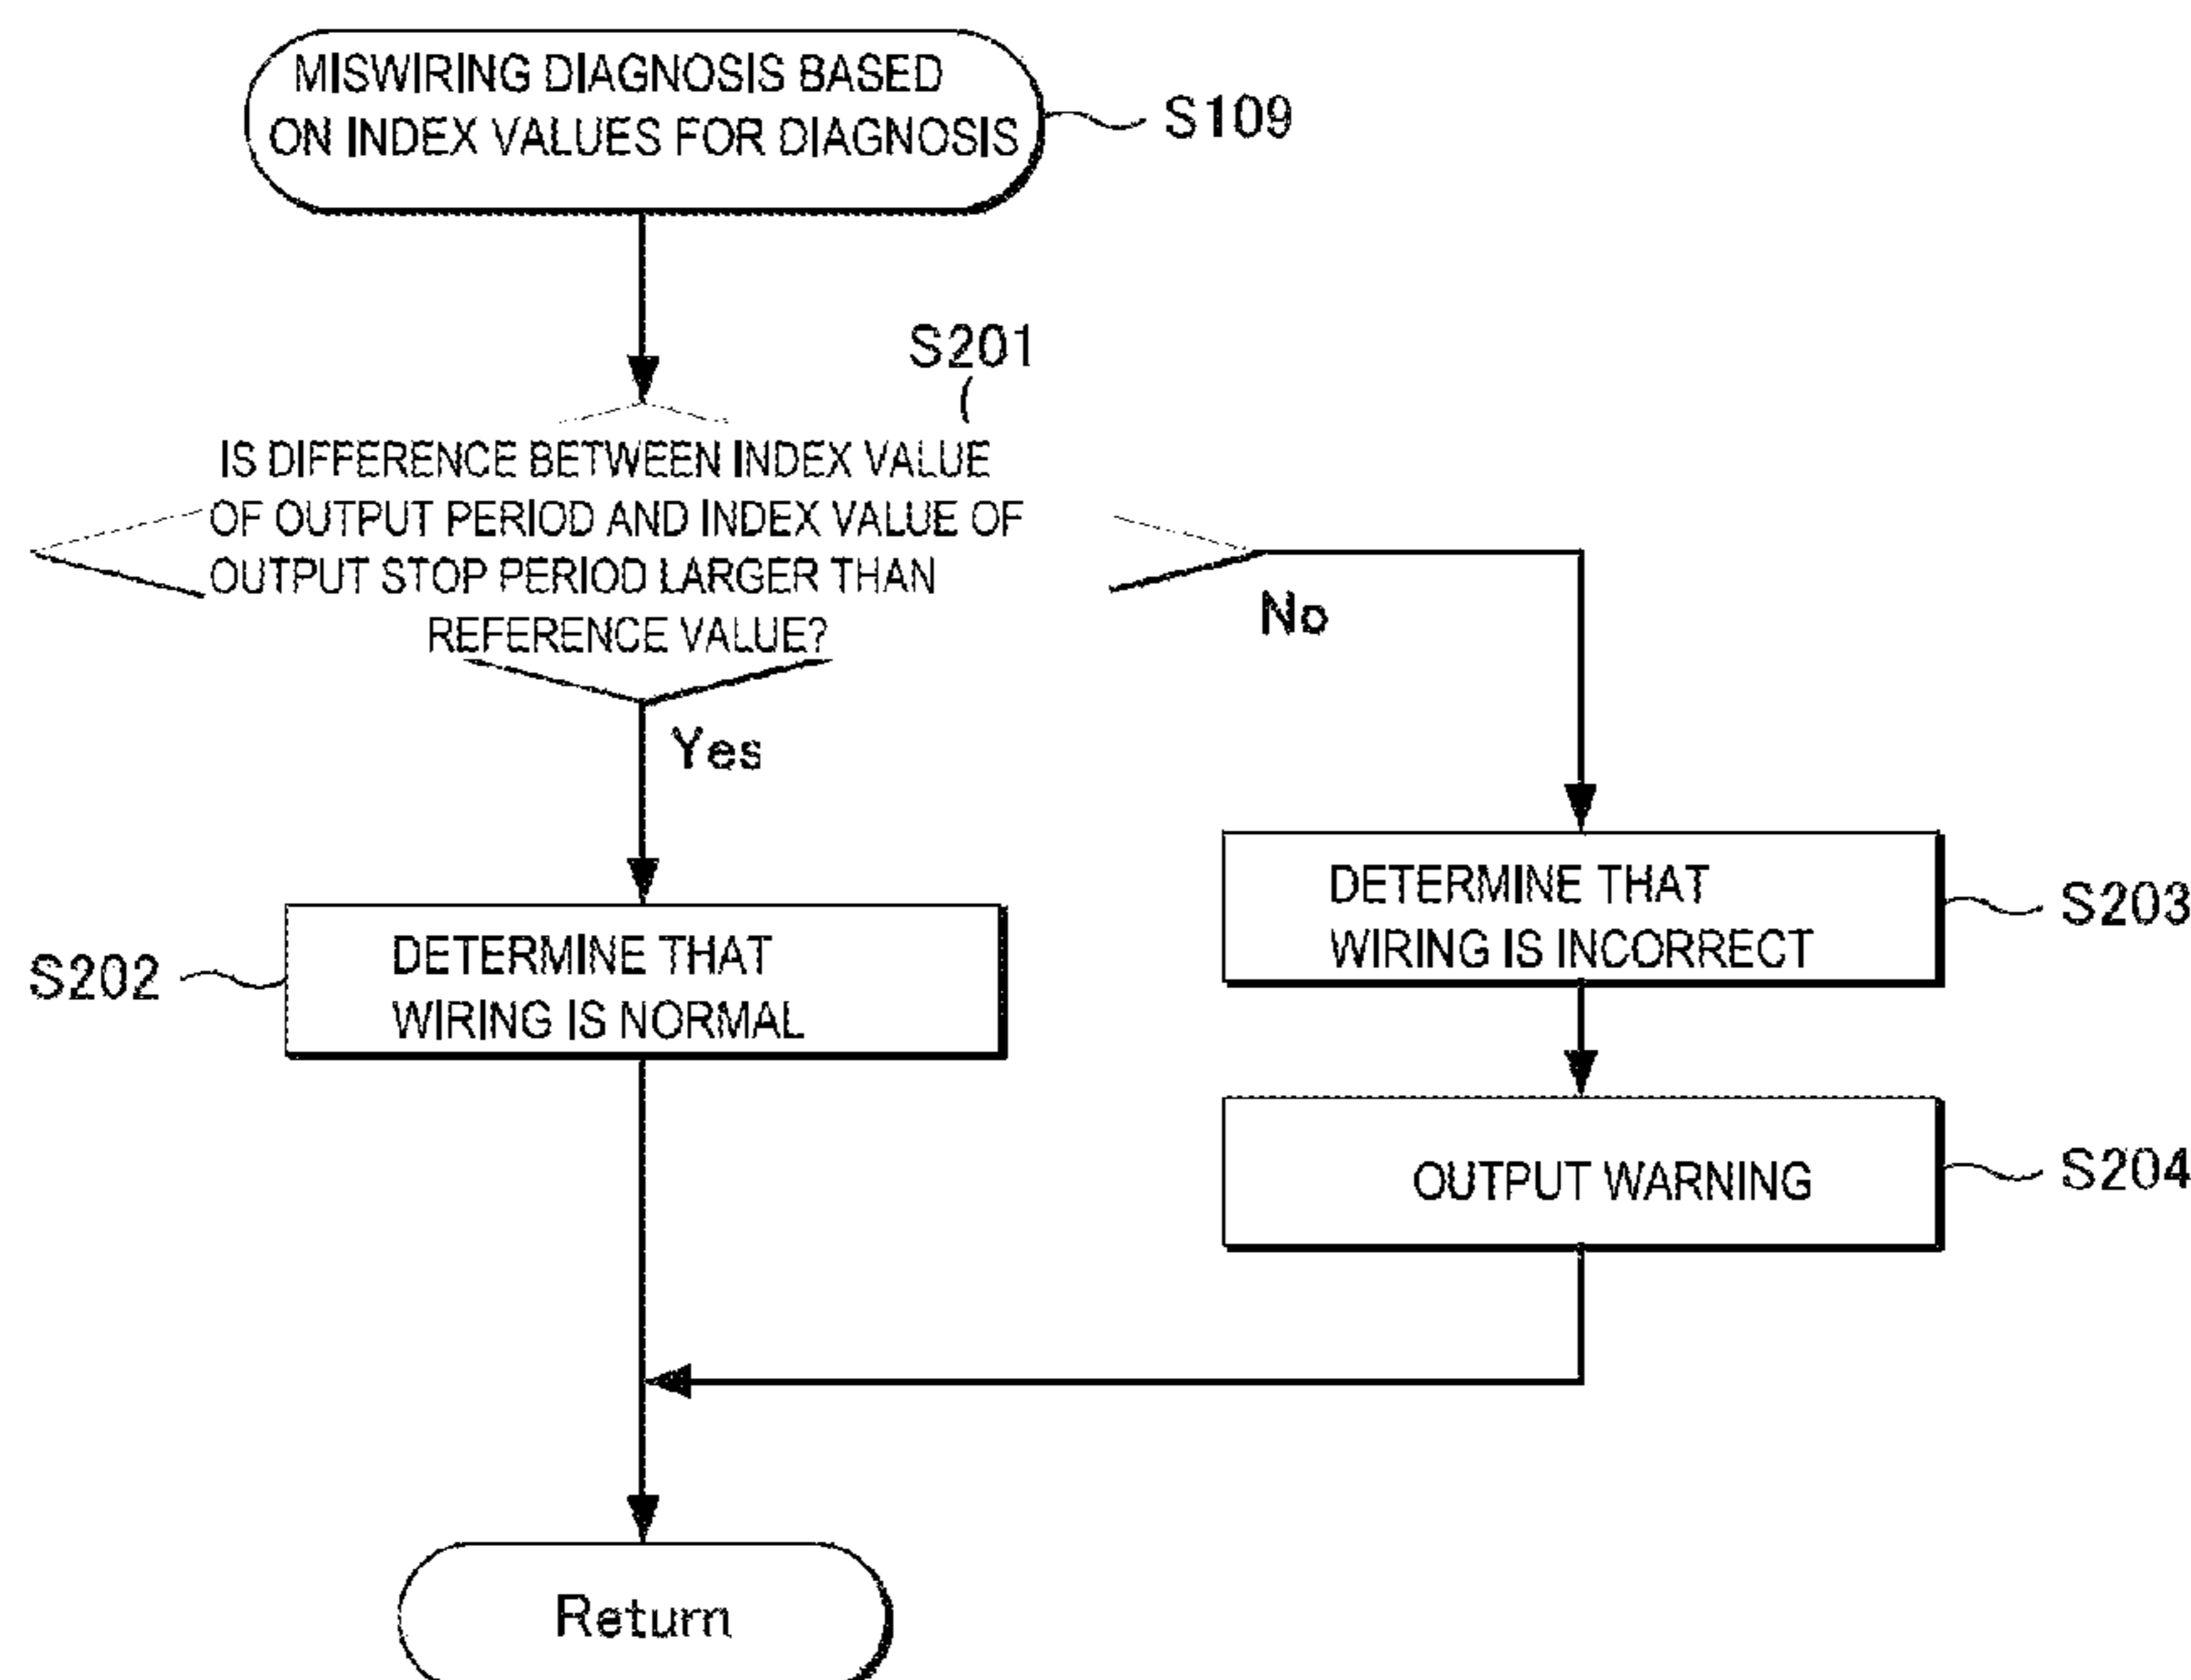 MISWIRING DIAGNOSIS BASED
ON INDEX VALUES FOR DIAGNOSIS
S109
S201
IS DIFFERENCE BETWEEN INDEX VALUE
OF OUTPUT PERIOD AND INDEX VALUE OF
OUTPUT STOP PERIOD LARGER THAN
REFERENCE VALUE?
No
Yes
DETERMINE THAT
WIRING IS INCORRECT
S203
S202
DETERMINE THAT
WIRING IS NORMAL
OUTPUT WARNING
S204
Return